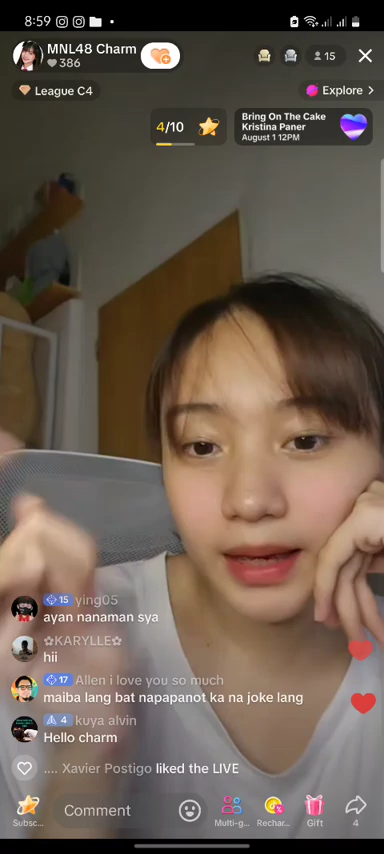 8:59
MNL48 Charm
386
15
League C4
Explore >
4/10
Bring On The Cake
Kristina Paner
August 1 12PM
15 ying05
ayan nanaman sya
✿KARYLLE✿
hii
17 Allen i love you so much
maiba lang bat napapanot ka na joke lang
4 kuya alvin
Hello charm
.... Xavier Postigo liked the LIVE
Subsc...
Comment
Multi-g...
Rechar...
Gift
4